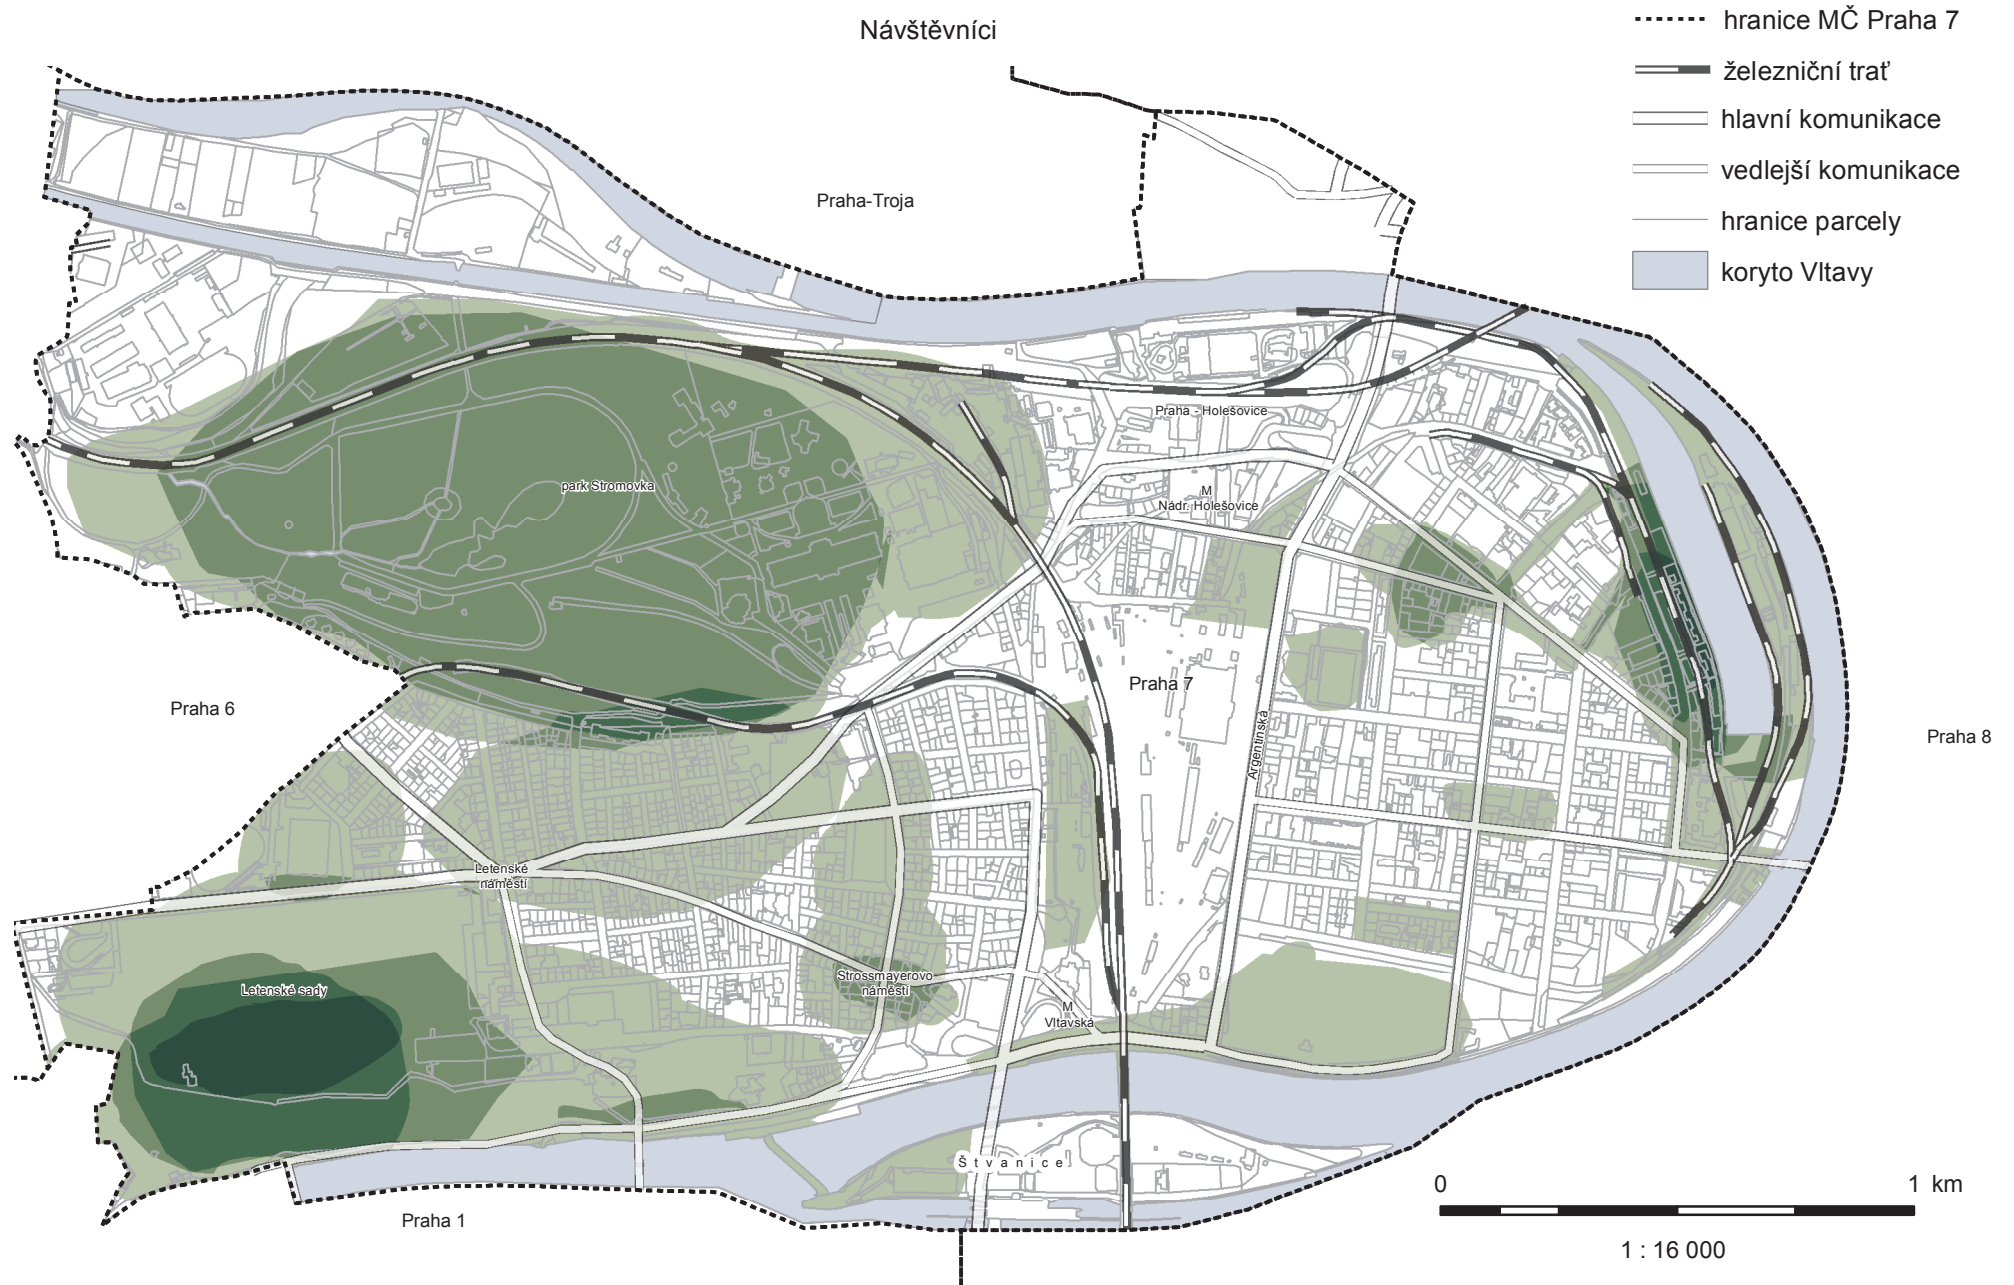 Návštěvníci
hranice MČ Praha 7
železniční trať
hlavní komunikace
vedlejší komunikace
hranice parcely
koryto Vltavy
Praha-Troja
Praha - Holešovice
park Stromovka
M
Nádr. Holešovice
Praha 7
Praha 6
Argentinská
Praha 8
Letenské
náměstí
Strossmayerovo
náměstí
Letenské sady
M
Vltavská
Štvanice
Praha 1
0 1 km
1 : 16 000